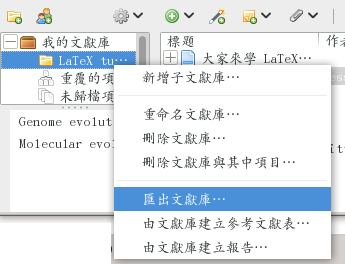 我的文獻庫
LaTeX tu…
重覆的項
未歸檔項
Genome evolut
Molecular evol
標題
作者
大家來學 LaTeX…
新增子文獻庫…
重命名文獻庫…
刪除文獻庫…
刪除文獻庫與其中項目…
匯出文獻庫…
由文獻庫建立參考文獻表…
由文獻庫建立報告…